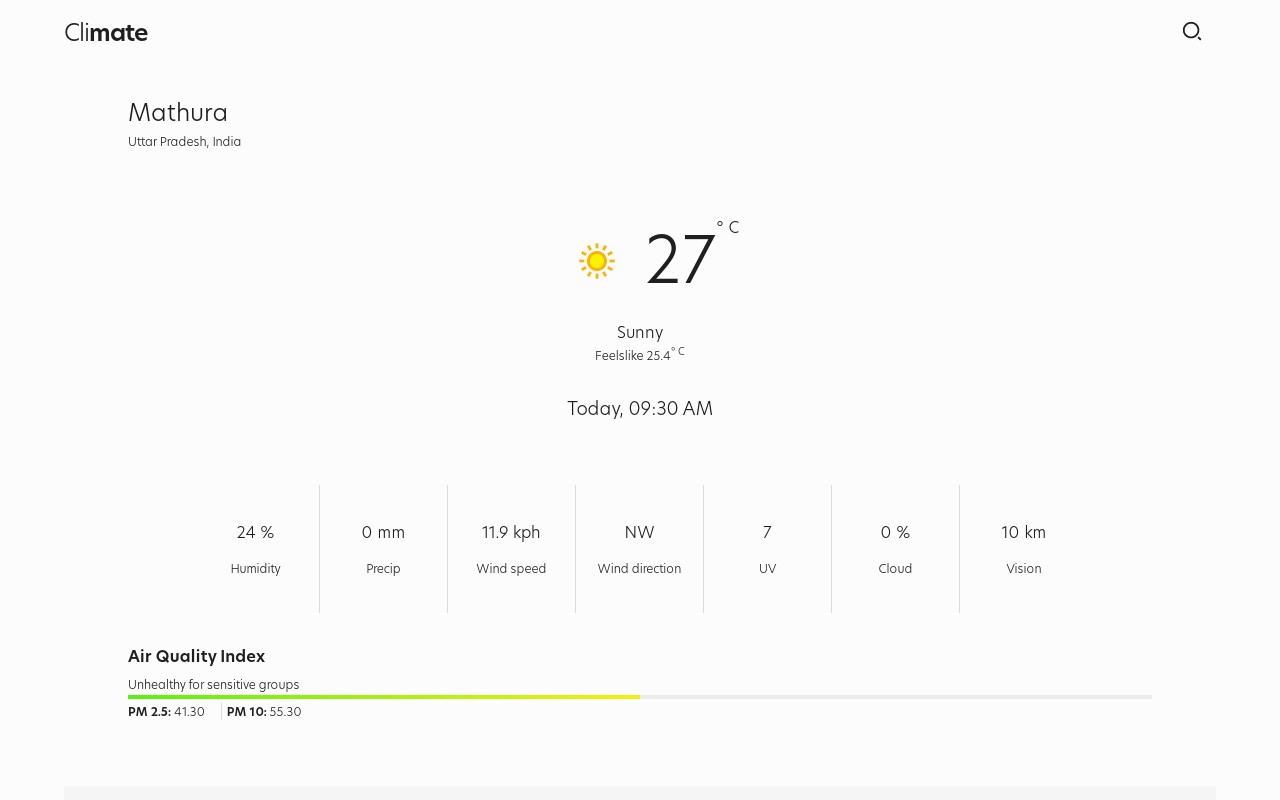 Climate
Mathura
Uttar Pradesh, India
27° C
Sunny
Feelslike 25.4° C
Today, 09:30 AM
24 % 0 mm 11.9 kph NW 7 0 % 10 km
Humidity Precip Wind speed Wind direction UV Cloud Vision
Air Quality Index
Unhealthy for sensitive groups
PM 2.5: 41.30 PM 10: 55.30